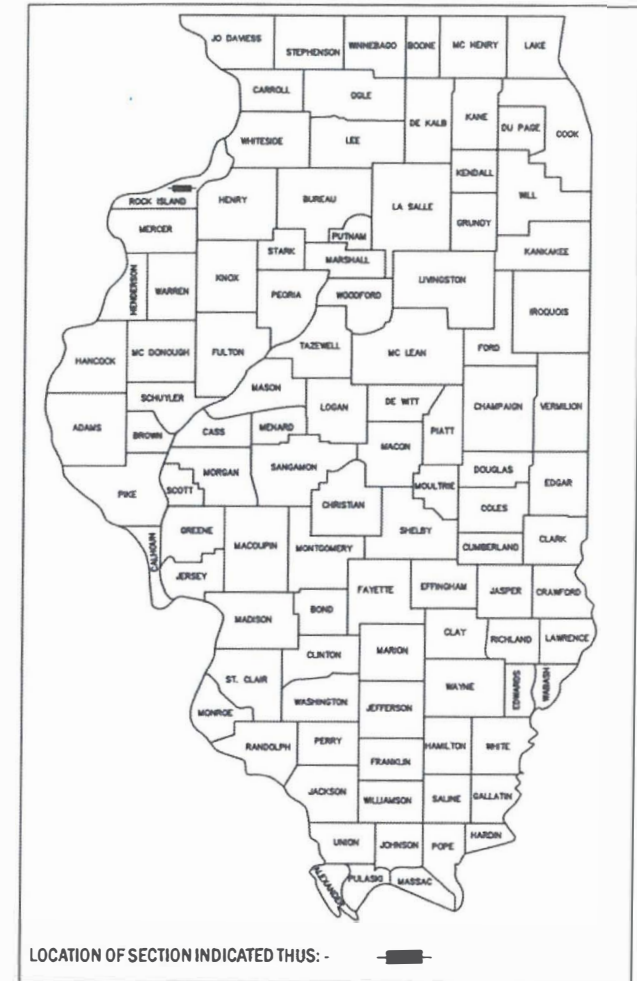 JO DAVIESS
STEPHENSON
WINNEBAGO
BOONE
MC HENRY
LAKE
CARROLL
OGLE
DE KALB
KANE
DU PAGE
COOK
WHITESIDE
LEE
KENDALL
WILL
ROCK ISLAND
HENRY
BUREAU
LA SALLE
GRUNDY
MERCER
PUTNAM
STARK
MARSHALL
KANKAKEE
HENDERSON
WARREN
KNOX
PEORIA
WOODFORD
LIVINGSTON
IROQUOIS
HANCOCK
MC DONOUGH
FULTON
TAZEWELL
MC LEAN
FORD
SCHUYLER
MASON
LOGAN
DE WITT
CHAMPAIGN
VERMILION
ADAMS
BROWN
CASS
MENARD
MACON
PIATT
PIKE
SCOTT
MORGAN
SANGAMON
CHRISTIAN
MOULTRIE
DOUGLAS
EDGAR
COLES
CALHOUN
GREENE
MACOUPIN
MONTGOMERY
SHELBY
CUMBERLAND
CLARK
JERSEY
FAYETTE
EFFINGHAM
JASPER
CRAWFORD
MADISON
BOND
CLINTON
MARION
CLAY
RICHLAND
LAWRENCE
ST. CLAIR
WASHINGTON
WAYNE
EDWARDS
WABASH
MONROE
JEFFERSON
RANDOLPH
PERRY
FRANKLIN
HAMILTON
WHITE
JACKSON
WILLIAMSON
SALINE
GALLATIN
UNION
JOHNSON
POPE
HARDIN
ALEXANDER
PULASKI
MASSAC
LOCATION OF SECTION INDICATED THUS: -